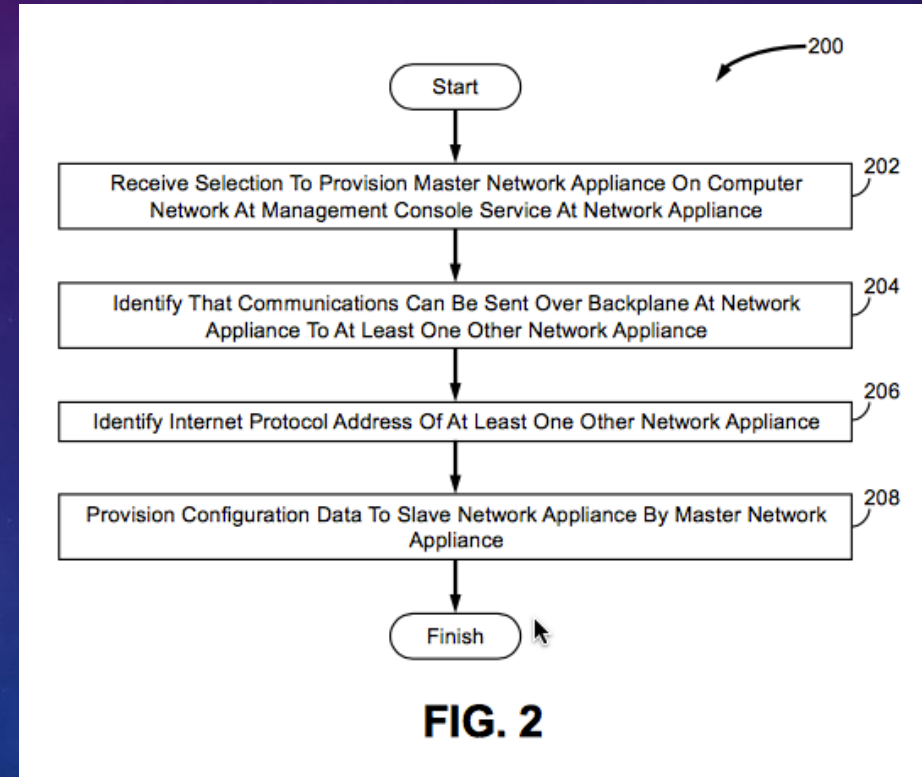 200
Start
202
Receive Selection To Provision Master Network Appliance On Computer
Network At Management Console Service At Network Appliance
204
Identify That Communications Can Be Sent Over Backplane At Network
Appliance To At Least One Other Network Appliance
206
Identify Internet Protocol Address Of At Least One Other Network Appliance
208
Provision Configuration Data To Slave Network Appliance By Master Network
Appliance
Finish
FIG. 2